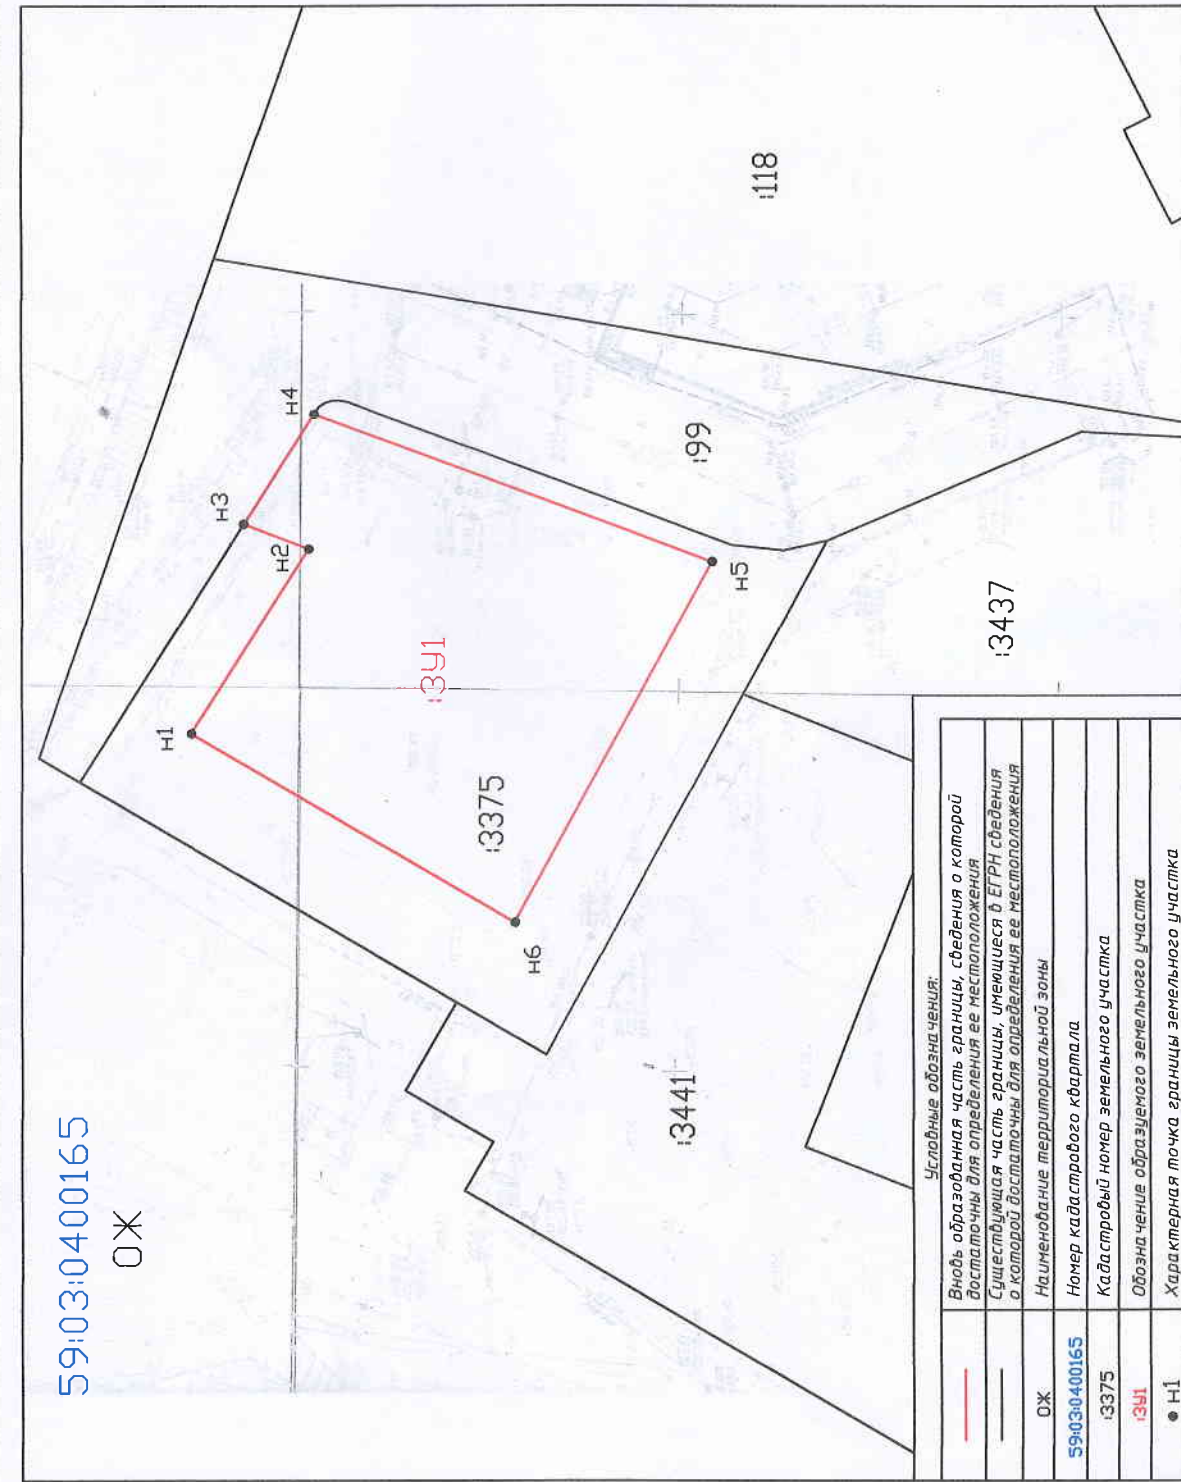 59:03:0400165
ОЖ
н1
н2
н3
н4
н5
н6
:ЗУ1
:3375
:3441
:99
:118
:3437
Условные обозначения:
Вновь образованная часть границы, сведения о которой
достаточны для определения ее местоположения
Существующая часть границы, имеющиеся в ЕГРН сведения
о которой достаточны для определения ее местоположения
ОЖ Наименование территориальной зоны
59:03:0400165 Номер кадастрового квартала
:3375 Кадастровый номер земельного участка
:ЗУ1 Обозначение образуемого земельного участка
н1 Характерная точка границы земельного участка